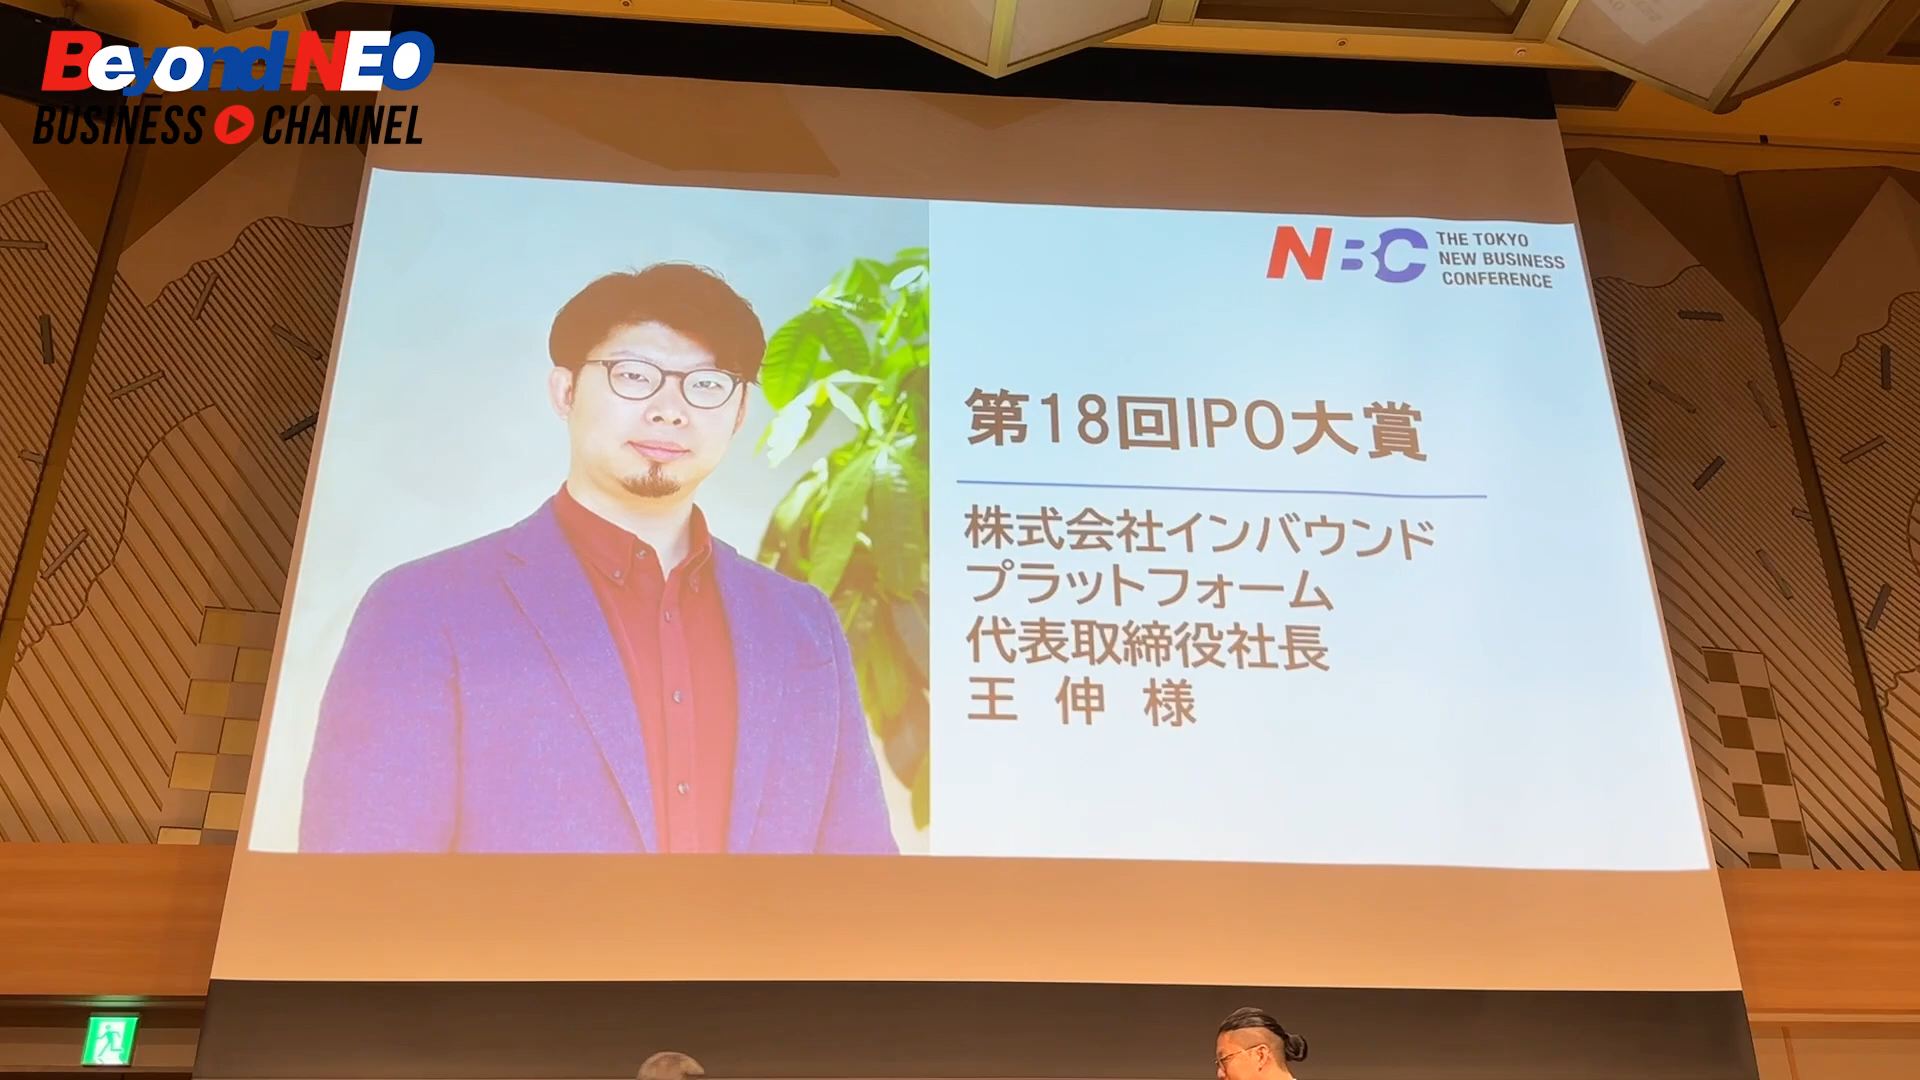 Beyond NEO
BUSINESS CHANNEL
NBC THE TOKYO
NEW BUSINESS
CONFERENCE
第18回IPO大賞
株式会社インバウンド
プラットフォーム
代表取締役社長
王 伸 様